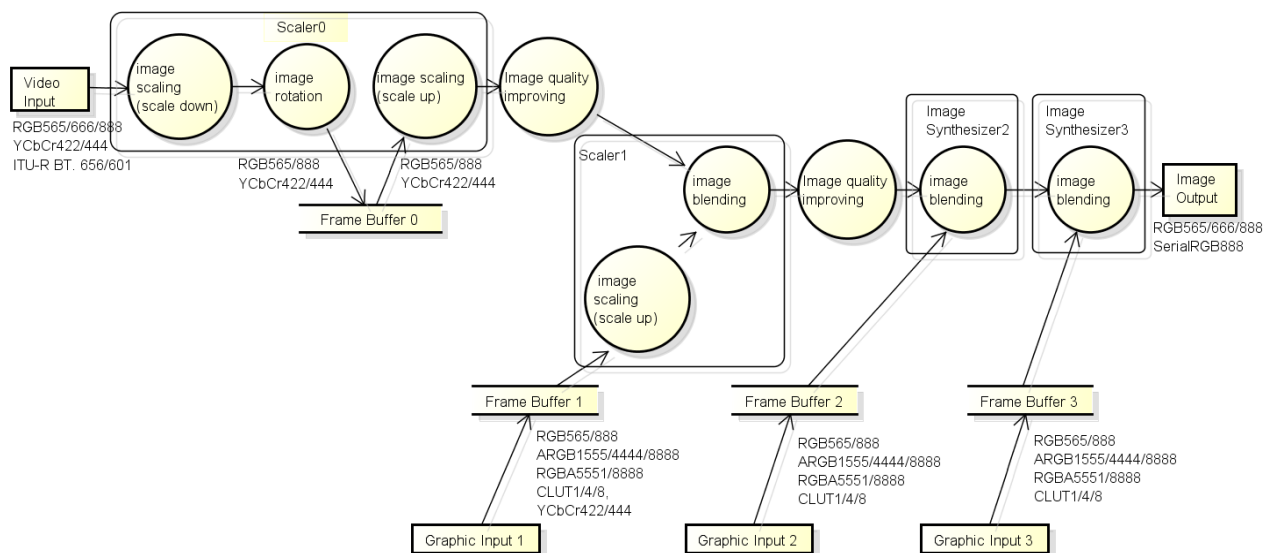 Scaler0
Video
Input
image
scaling
(scale down)
image
rotation
image scaling
(scale up)
Image quality
improving
RGB565/666/888
YCbCr422/444
ITU-R BT. 656/601
RGB565/888
YCbCr422/444
RGB565/888
YCbCr422/444
Frame Buffer 0
Scaler1
image
blending
image
scaling
(scale up)
Image quality
improving
Image
Synthesizer2
image
blending
Image
Synthesizer3
image
blending
Image
Output
RGB565/666/888
SerialRGB888
Frame Buffer 1
RGB565/888
ARGB1555/4444/8888
RGBA5551/8888
CLUT1/4/8,
YCbCr422/444
Graphic Input 1
Frame Buffer 2
RGB565/888
ARGB1555/4444/8888
RGBA5551/8888
CLUT1/4/8
Graphic Input 2
Frame Buffer 3
RGB565/888
ARGB1555/4444/8888
RGBA5551/8888
CLUT1/4/8
Graphic Input 3